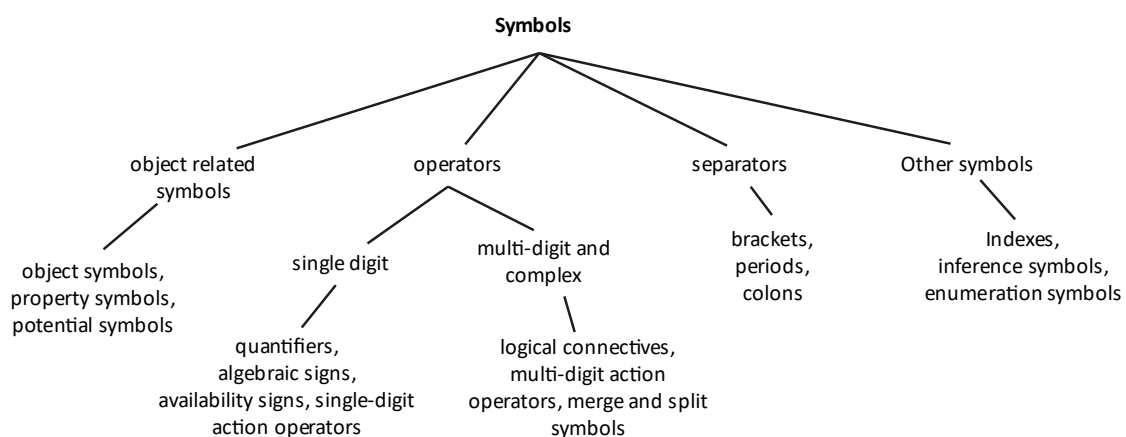 Symbols
object related
symbols
operators
separators
Other symbols
object symbols,
property symbols,
potential symbols
single digit
multi-digit and
complex
brackets,
periods,
colons
Indexes,
inference symbols,
enumeration symbols
quantifiers,
algebraic signs,
availability signs, single-digit
action operators
logical connectives,
multi-digit action
operators, merge and split
symbols